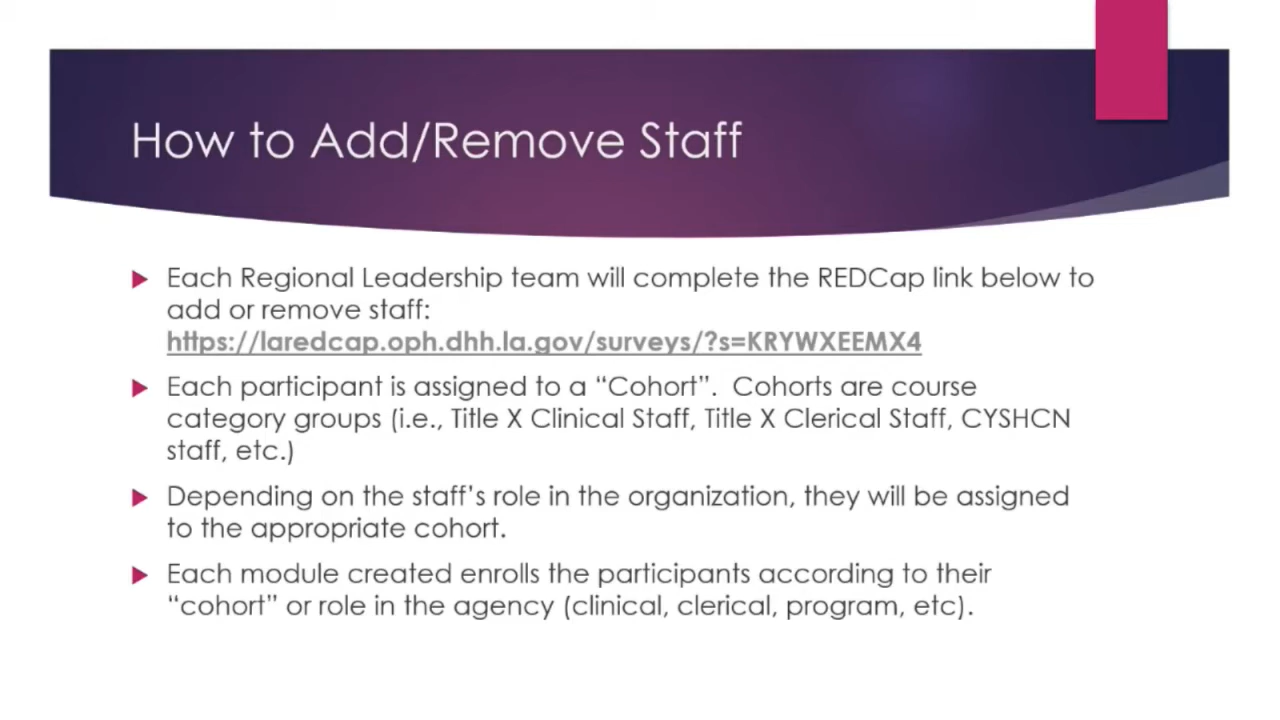 How to Add/Remove Staff
Each Regional Leadership team will complete the REDCap link below to
add or remove staff:
https://laredcap.oph.dhh.la.gov/surveys/?s=KRYWXEEMX4
Each participant is assigned to a “Cohort”.  Cohorts are course
category groups (i.e., Title X Clinical Staff, Title X Clerical Staff, CYSHCN
staff, etc.)
Depending on the staff’s role in the organization, they will be assigned
to the appropriate cohort.
Each module created enrolls the participants according to their
“cohort” or role in the agency (clinical, clerical, program, etc).